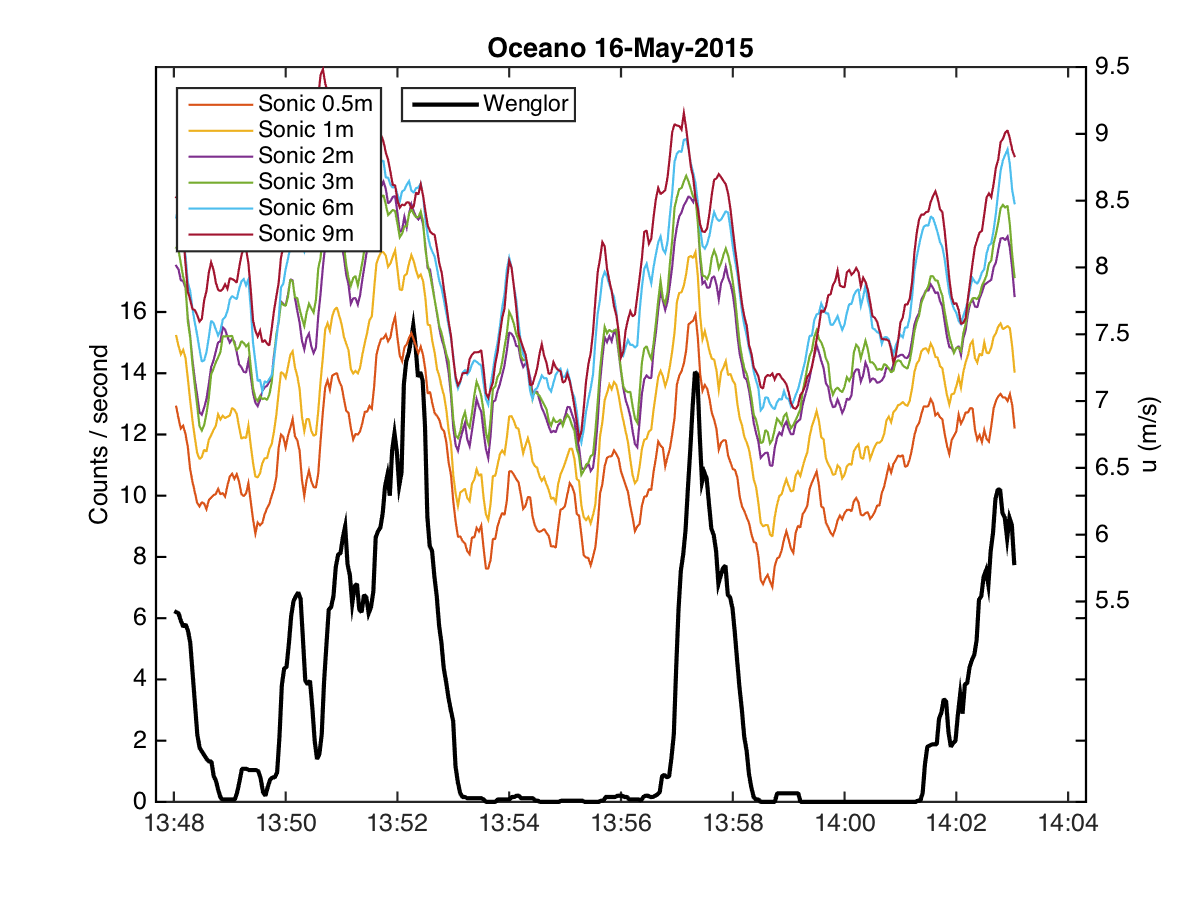 Oceano 16-May-2015
Sonic 0.5m
Sonic 1m
Sonic 2m
Sonic 3m
Sonic 6m
Sonic 9m
Wenglor
Counts / second
16
14
12
10
8
6
4
2
0
9.5
9
8.5
8
7.5
7
6.5
6
5.5
u (m/s)
13:48 13:50 13:52 13:54 13:56 13:58 14:00 14:02 14:04